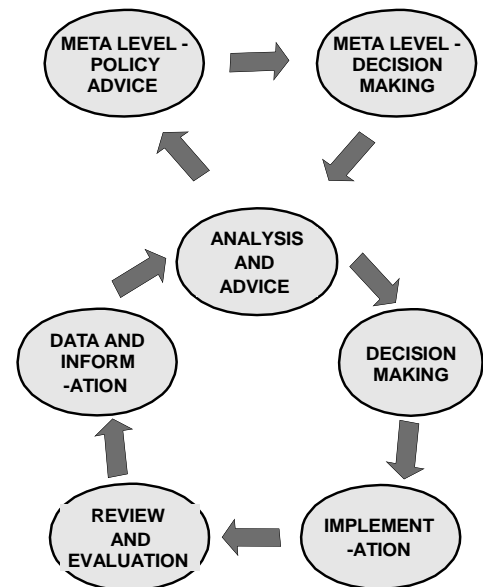 META LEVEL -
POLICY
ADVICE
META LEVEL -
DECISION
MAKING
ANALYSIS
AND
ADVICE
DATA AND
INFORM
-ATION
DECISION
MAKING
REVIEW
AND
EVALUATION
IMPLEMENT
-ATION